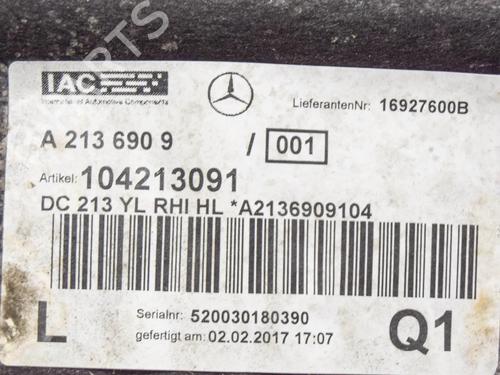 PARTS
IAC
International Automotive Components
LieferantenNr: 16927600B
A 213 690 9 / 001
Artikel: 104213091
DC 213 YL RHI HL *A2136909104
L
Serialnr: 520030180390
gefertigt am: 02.02.2017 17:07
Q1